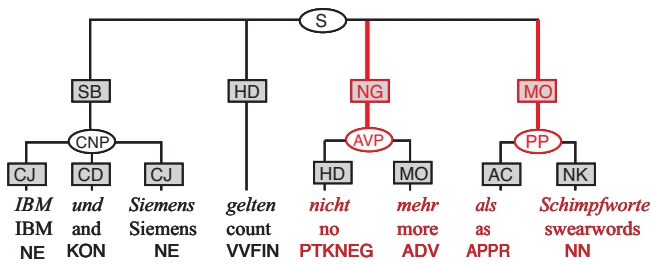 S
SB HD NG MO
CNP AVP PP
CJ CD CJ HD MO AC NK
IBM und Siemens gelten nicht mehr als Schimpfworte
IBM and Siemens count no more as swearwords
NE KON NE VVFIN PTKNEG ADV APPR NN